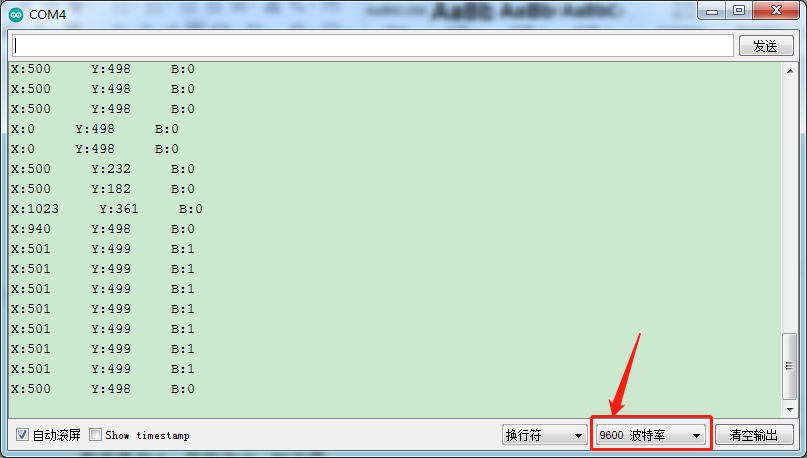 COM4
发送
X:500 Y:498 B:0
X:500 Y:498 B:0
X:500 Y:498 B:0
X:0 Y:498 B:0
X:0 Y:498 B:0
X:500 Y:232 B:0
X:500 Y:182 B:0
X:1023 Y:361 B:0
X:940 Y:498 B:0
X:501 Y:499 B:1
X:501 Y:499 B:1
X:501 Y:499 B:1
X:501 Y:499 B:1
X:501 Y:499 B:1
X:501 Y:499 B:1
X:501 Y:499 B:1
X:500 Y:498 B:0
自动滚屏 Show timestamp 换行符 9600 波特率 清空输出